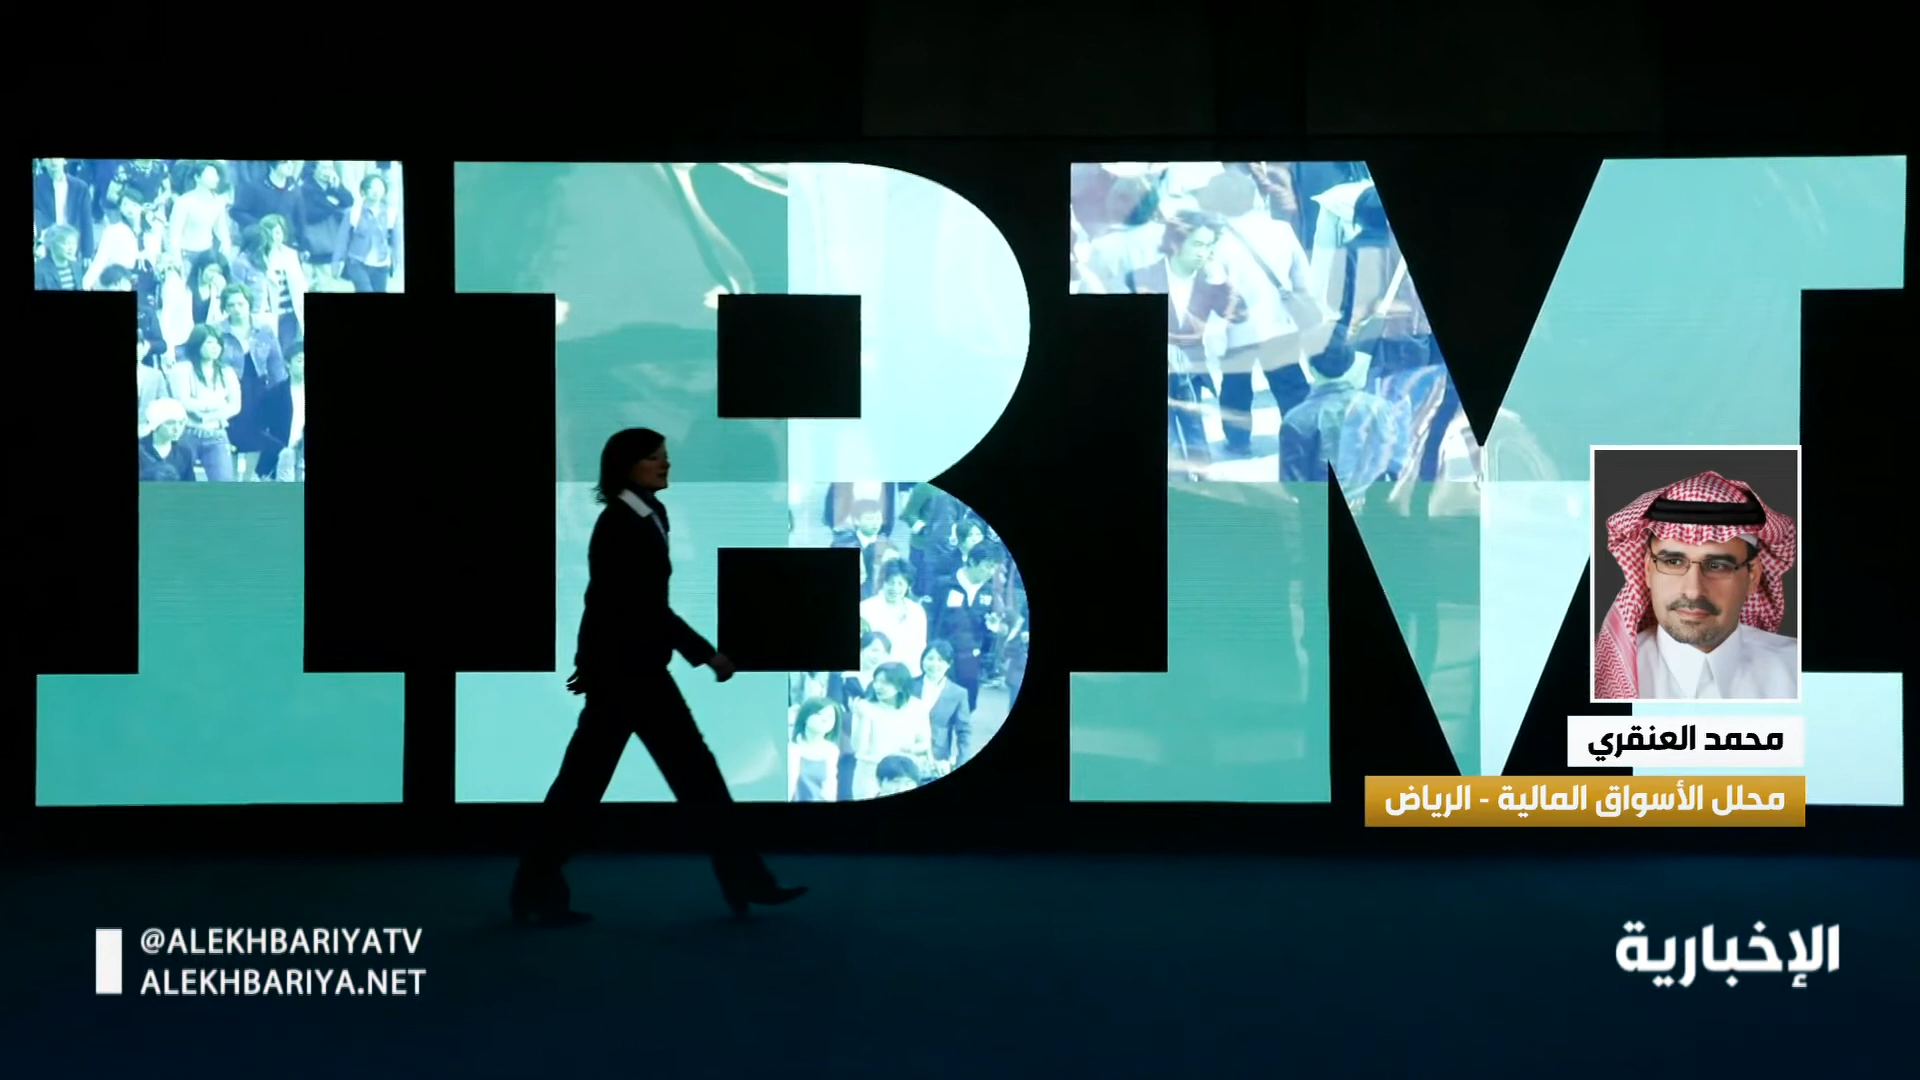 IBM
محمد العنقري
محلل الأسواق المالية - الرياض
@ALEKHBARIYATV
ALEKHBARIYA.NET
الإخبارية